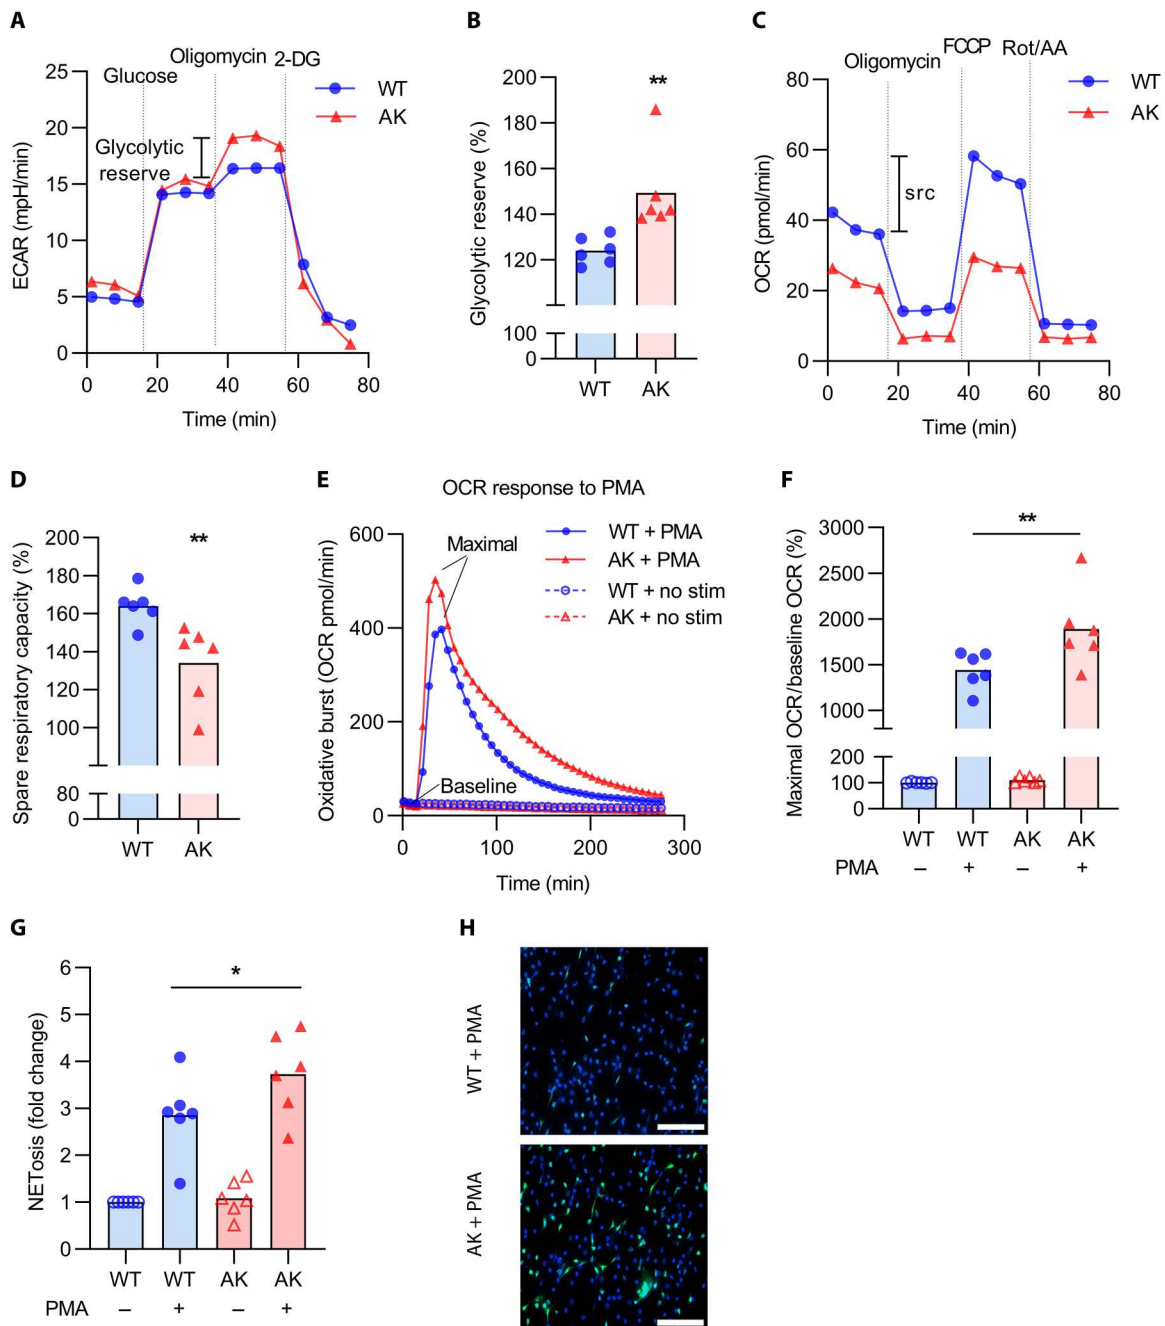 A
Oligomycin 2-DG
Glucose
25
20
15
10
5
0
ECAR (mpH/min)
WT
AK
Glycolytic
reserve
0 20 40 60 80
Time (min)
B
**
200
180
160
140
120
100
0
Glycolytic reserve (%)
WT AK
C
FCCP Rot/AA
Oligomycin
80
60
40
20
0
OCR (pmol/min)
WT
AK
src
0 20 40 60 80
Time (min)
D
**
200
180
160
140
120
100
80
0
Spare respiratory capacity (%)
WT AK
E
OCR response to PMA
600
400
200
0
Oxidative burst (OCR pmol/min)
Maximal
Baseline
WT + PMA
AK + PMA
WT + no stim
AK + no stim
0 100 200 300
Time (min)
F
**
3000
2500
2000
1500
1000
200
100
0
Maximal OCR/baseline OCR (%)
WT WT AK AK
PMA – + – +
G
*
6
5
4
3
2
1
0
NETosis (fold change)
WT WT AK AK
PMA – + – +
H
WT + PMA
AK + PMA